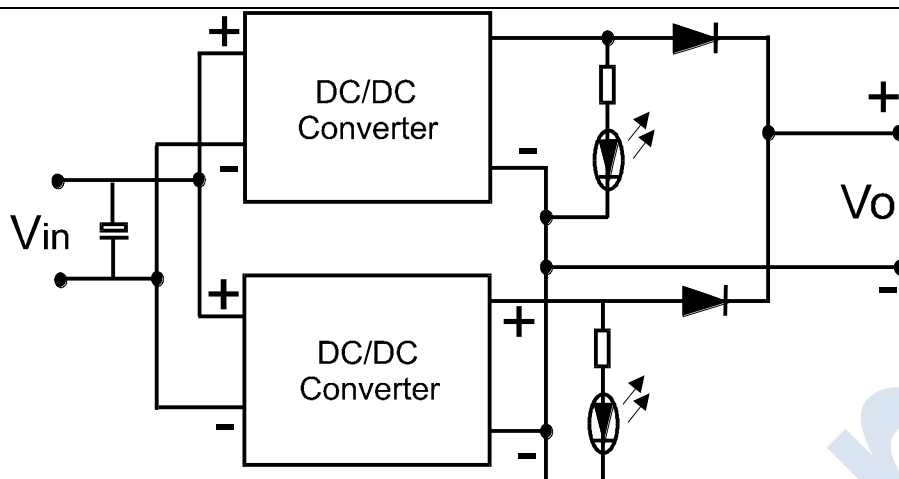 +
DC/DC
Converter
-
-
+
Vin
Vo
-
+
+
DC/DC
Converter
-
-